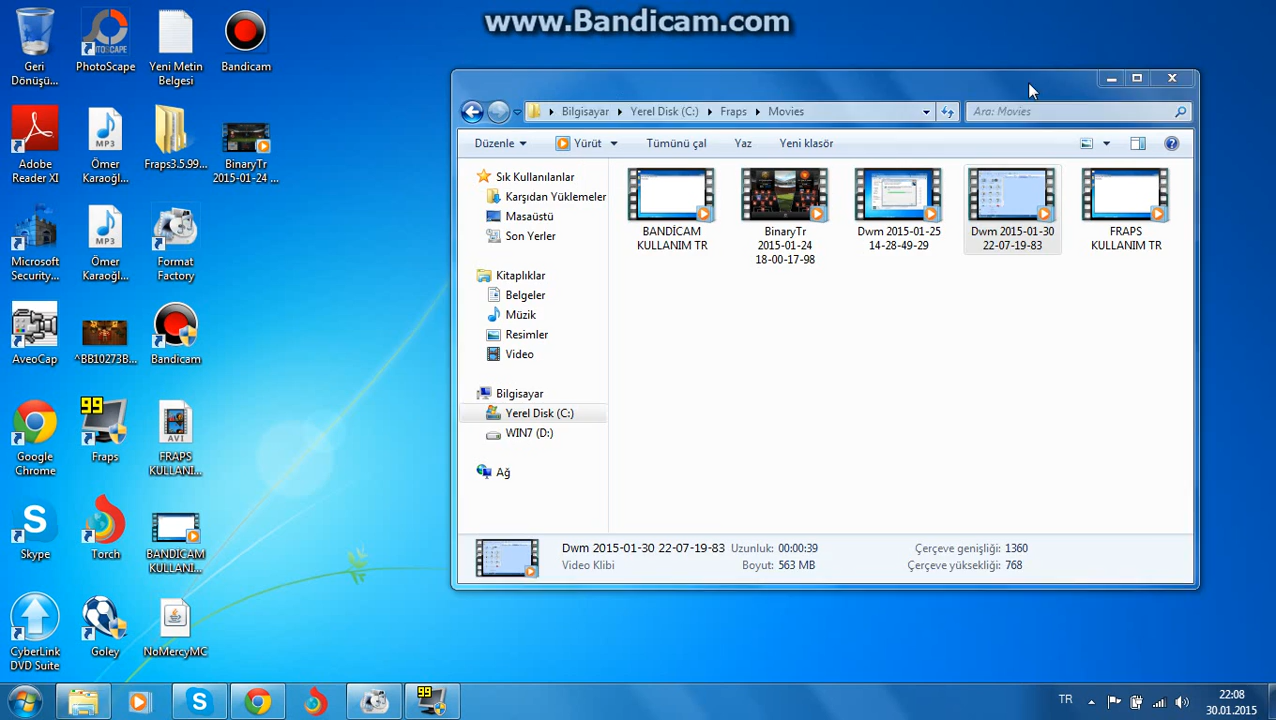 www.Bandicam.com
Geri
Dönüşü...
PhotoScape
Yeni Metin
Belgesi
Bandicam
Adobe
Reader XI
MP3
Ömer
Karaoğl...
Fraps3.5.99...
BinaryTr
2015-01-24 ...
Microsoft
Security...
MP3
Ömer
Karaoğl...
Format
Factory
AveoCap
^BB10273B...
Bandicam
Google
Chrome
99
Fraps
AVI
FRAPS
KULLANI...
Skype
Torch
BANDİCAM
KULLANI...
CyberLink
DVD Suite
Goley
NoMercyMC
Bilgisayar
Yerel Disk (C:)
Fraps
Movies
Ara: Movies
Düzenle
Yürüt
Tümünü çal
Yaz
Yeni klasör
Sık Kullanılanlar
Karşıdan Yüklemeler
Masaüstü
Son Yerler
Kitaplıklar
Belgeler
Müzik
Resimler
Video
Bilgisayar
Yerel Disk (C:)
WIN7 (D:)
Ağ
BANDİCAM
KULLANIM TR
BinaryTr
2015-01-24
18-00-17-98
Dwm 2015-01-25
14-28-49-29
Dwm 2015-01-30
22-07-19-83
FRAPS
KULLANIM TR
Dwm 2015-01-30 22-07-19-83 Uzunluk: 00:00:39 Çerçeve genişliği: 1360
Video Klibi Boyut: 563 MB Çerçeve yüksekliği: 768
99
TR
22:08
30.01.2015